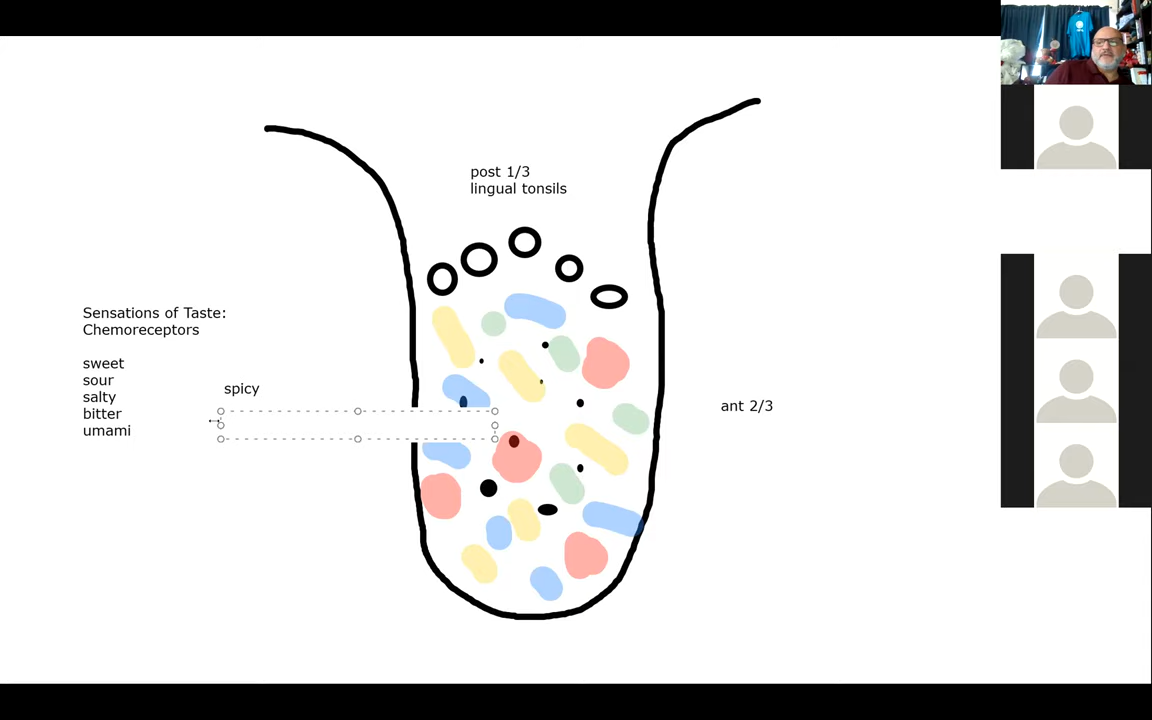 post 1/3
lingual tonsils
Sensations of Taste:
Chemoreceptors
sweet
sour
salty
bitter
umami
spicy
ant 2/3